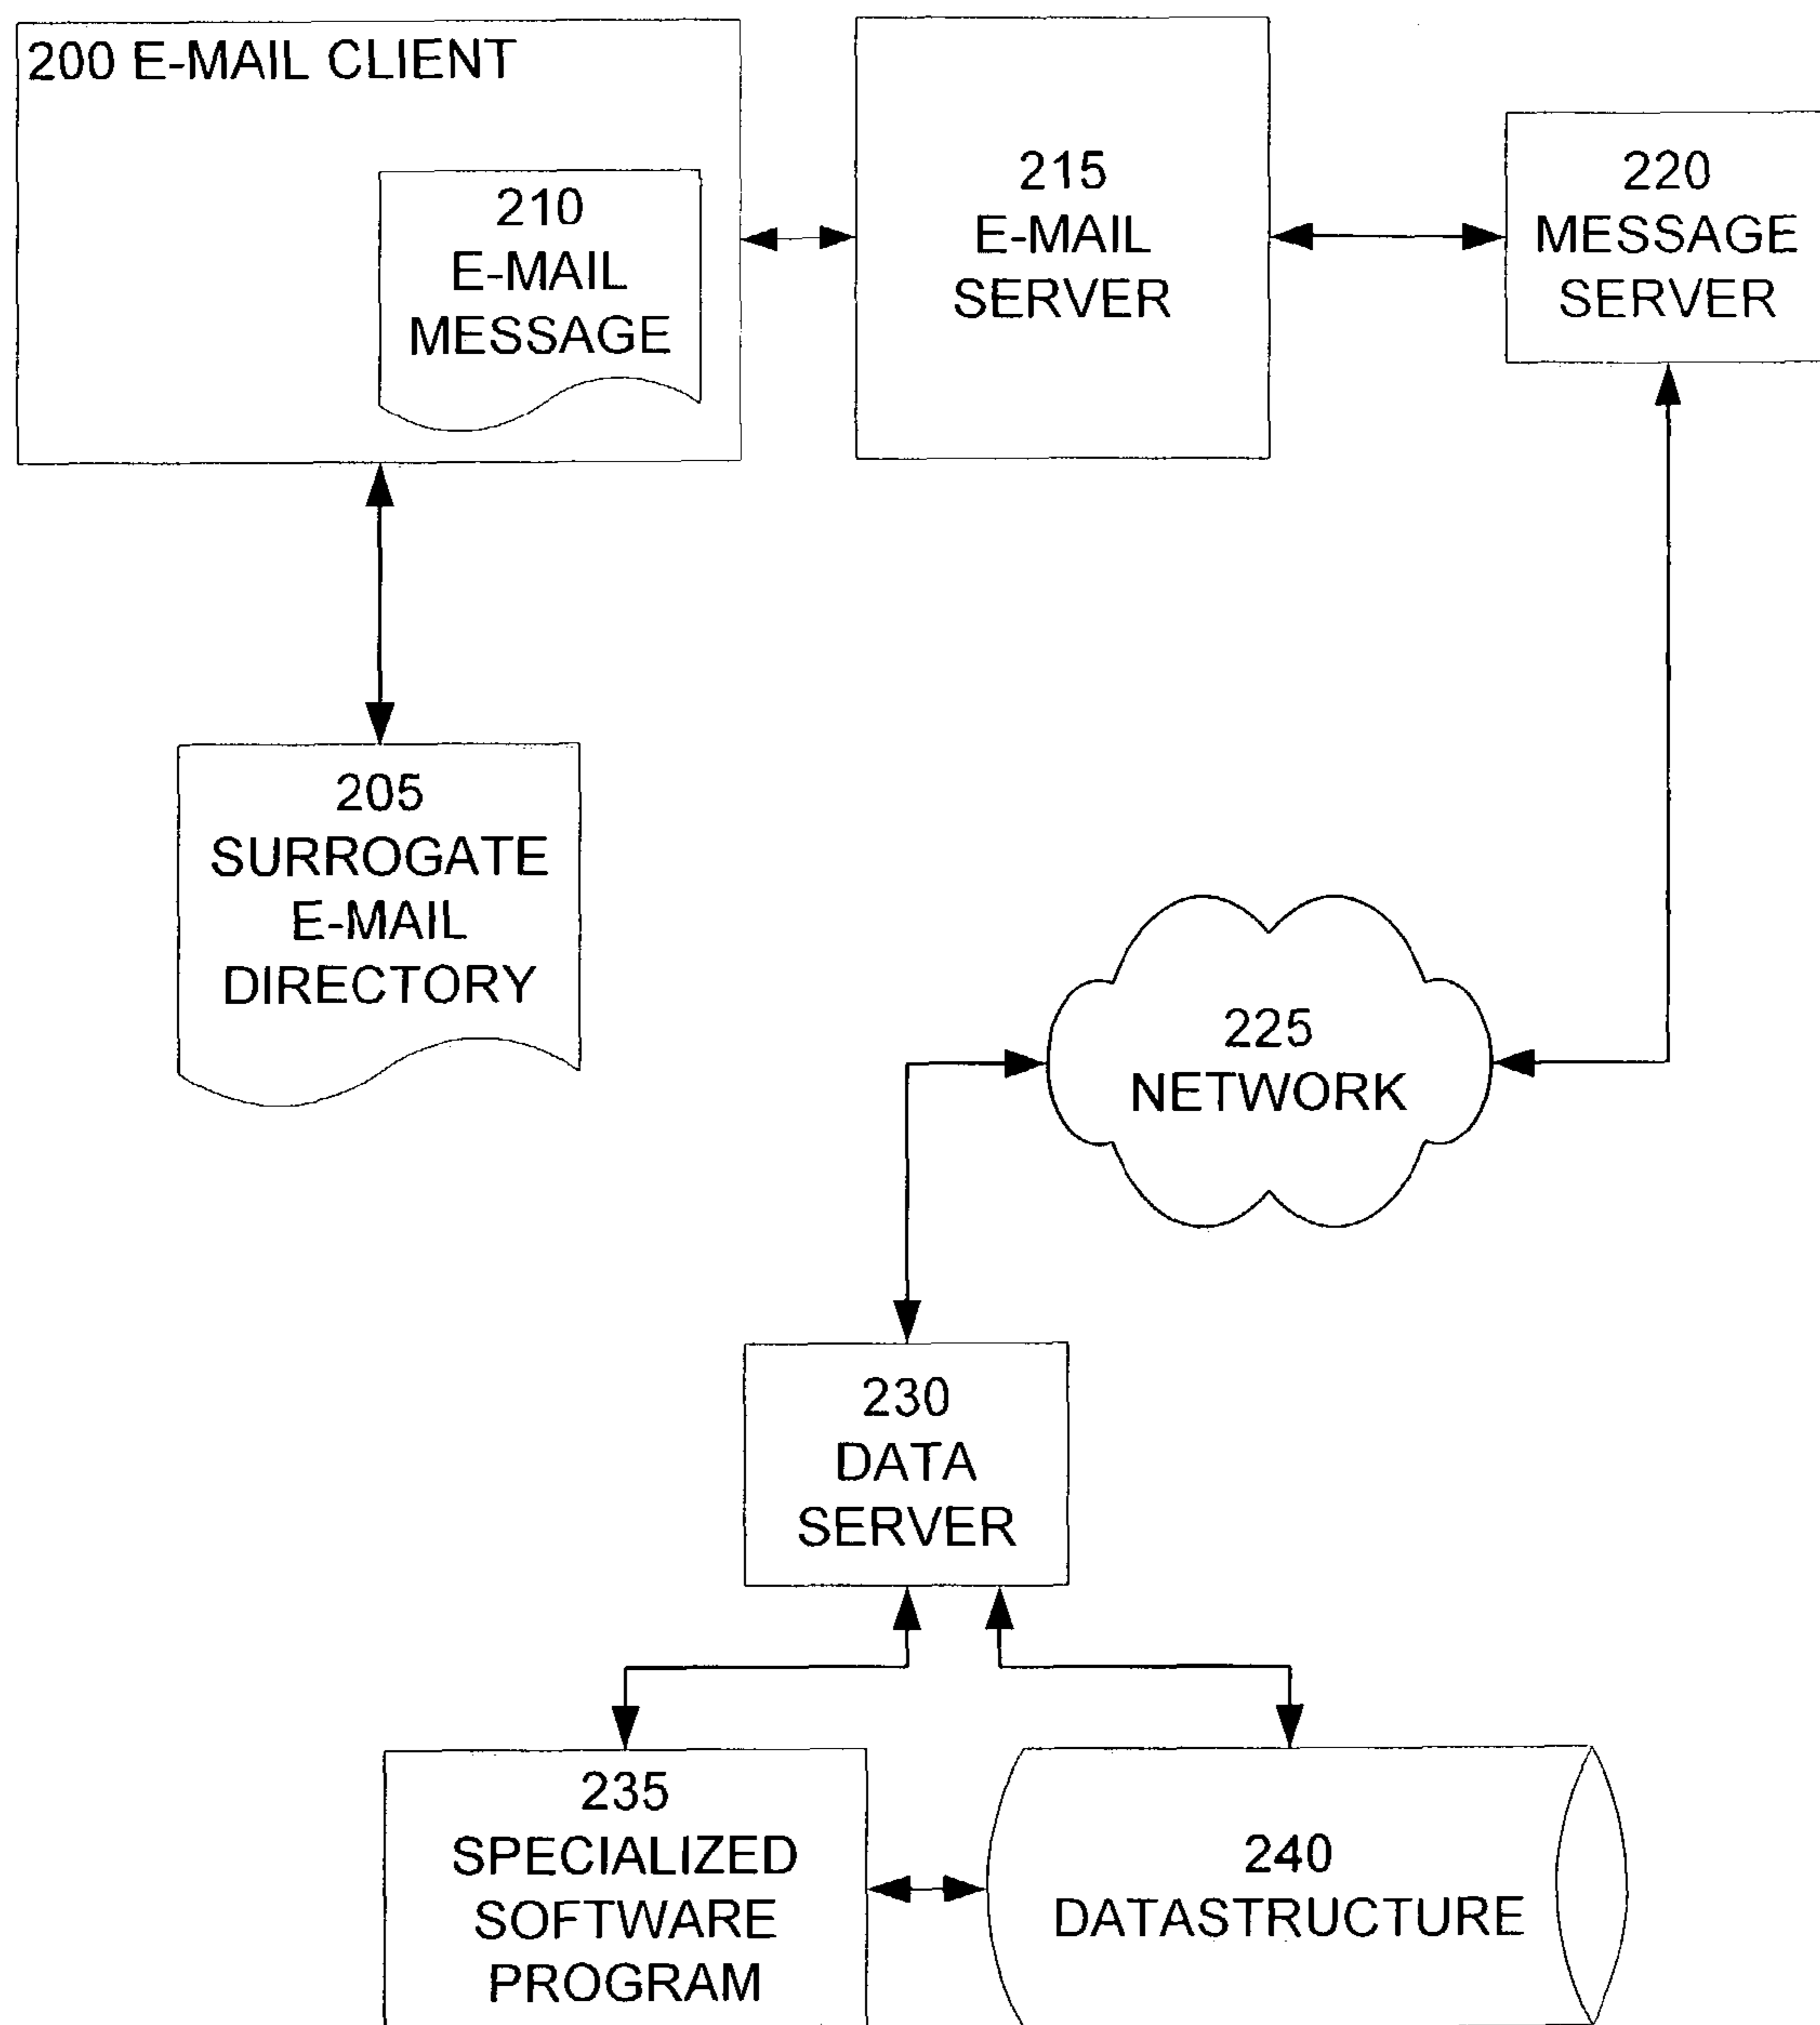 200 E-MAIL CLIENT
210
E-MAIL
MESSAGE
215
E-MAIL
SERVER
220
MESSAGE
SERVER
205
SURROGATE
E-MAIL
DIRECTORY
225
NETWORK
230
DATA
SERVER
235
SPECIALIZED
SOFTWARE
PROGRAM
240
DATASTRUCTURE